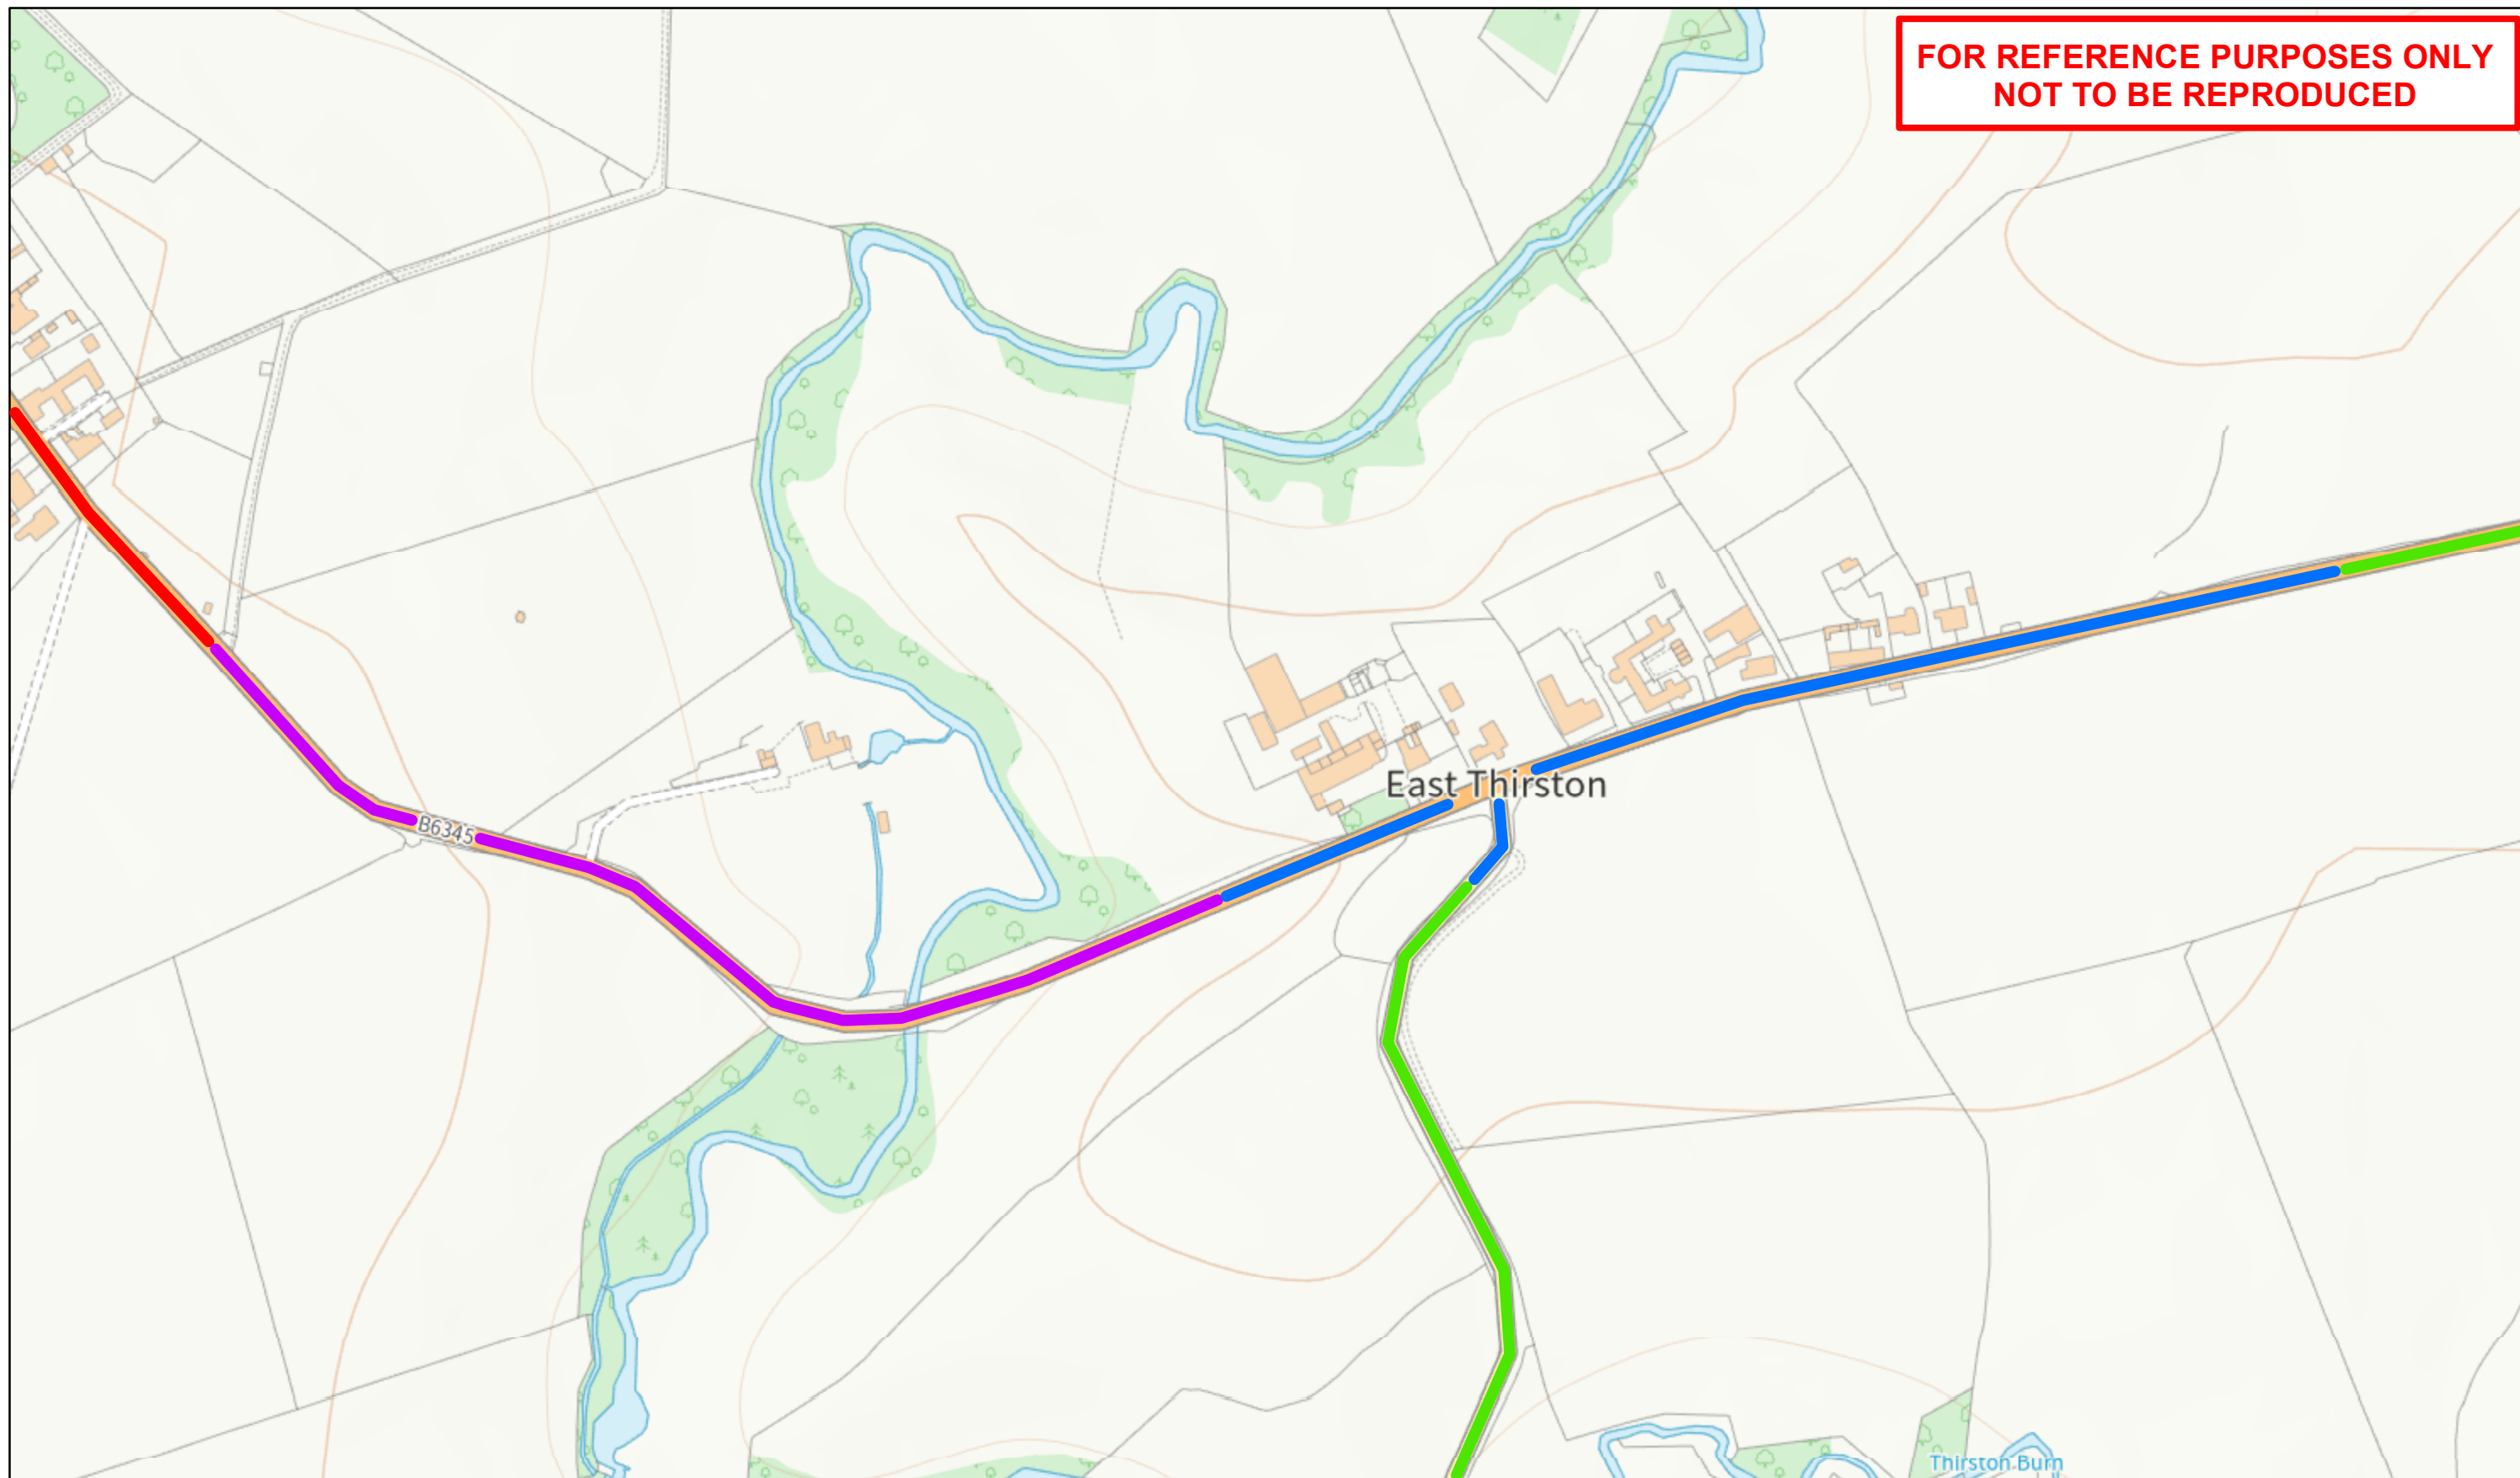 FOR REFERENCE PURPOSES ONLY
NOT TO BE REPRODUCED
East Thirston
B6345
Thirston Burn